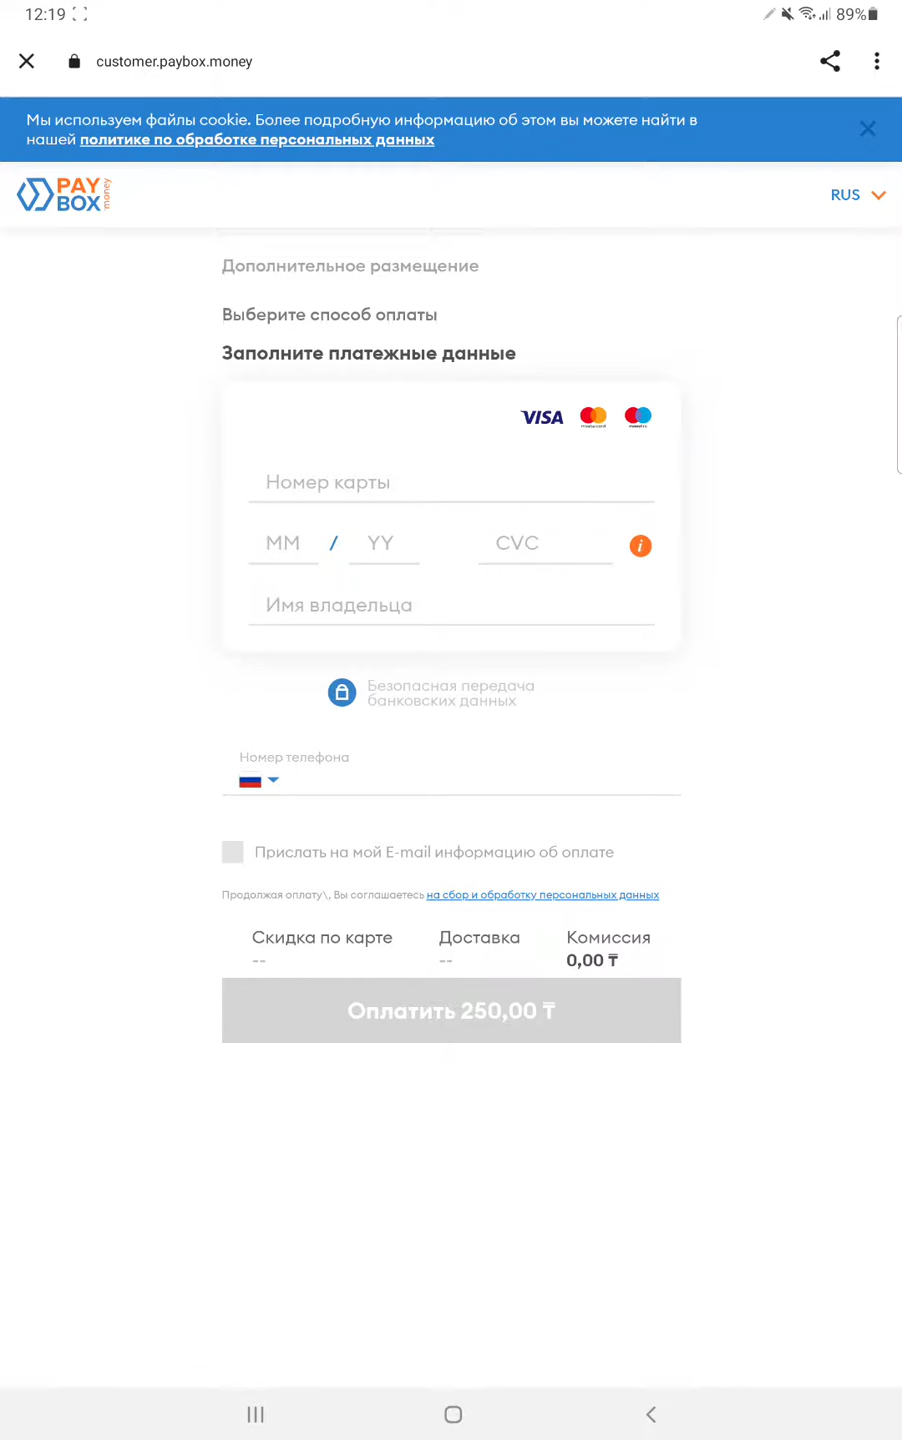 12:19
89%
customer.paybox.money
Мы используем файлы cookie. Более подробную информацию об этом вы можете найти в
нашей политике по обработке персональных данных
PAY
BOX
money
RUS
Дополнительное размещение
Выберите способ оплаты
Заполните платежные данные
VISA
mastercard
maestro
Номер карты
MM / YY
CVC
i
Имя владельца
Безопасная передача
банковских данных
Номер телефона
Прислать на мой E-mail информацию об оплате
Продолжая оплату\, Вы соглашаетесь на сбор и обработку персональных данных
Скидка по карте
--
Доставка
--
Комиссия
0,00 ₸
Оплатить 250,00 ₸